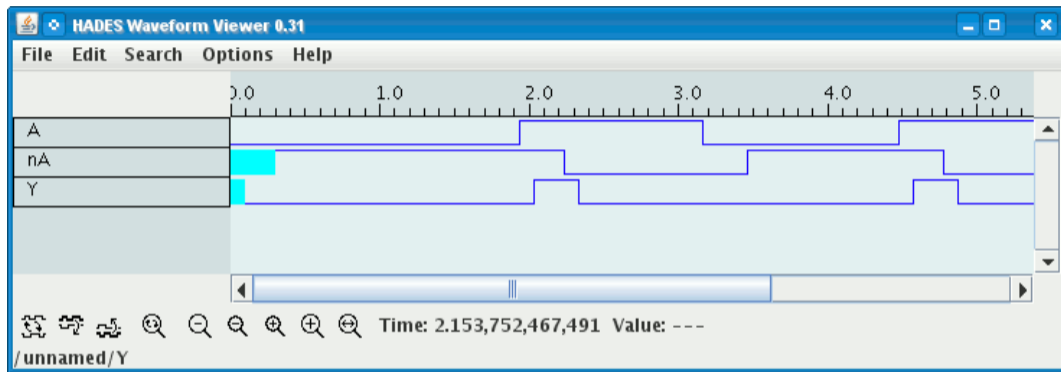 HADES Waveform Viewer 0.31
File Edit Search Options Help
0.0 1.0 2.0 3.0 4.0 5.0
A
nA
Y
Time: 2.153,752,467,491 Value: ---
/unnamed/Y